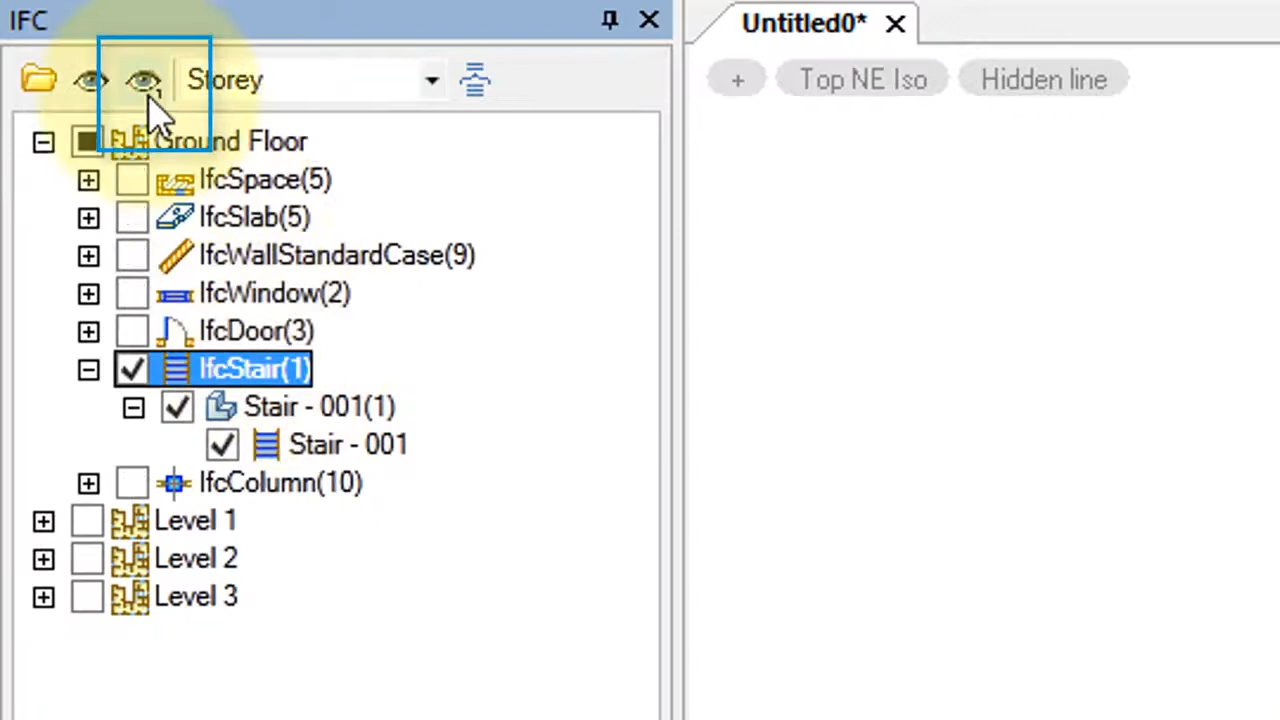 IFC
Untitled0*
Storey
+ Top NE Iso Hidden line
Ground Floor
IfcSpace(5)
IfcSlab(5)
IfcWallStandardCase(9)
IfcWindow(2)
IfcDoor(3)
IfcStair(1)
Stair - 001(1)
Stair - 001
IfcColumn(10)
Level 1
Level 2
Level 3